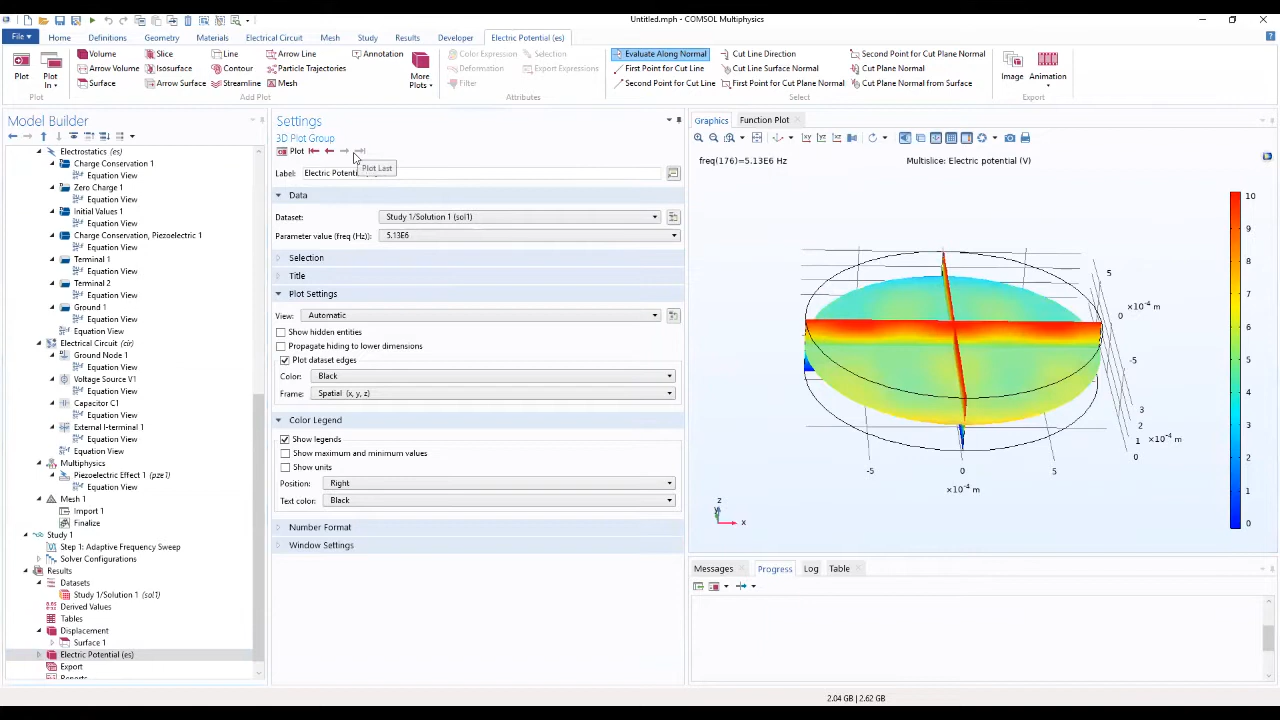 Untitled.mph - COMSOL Multiphysics
File Home Definitions Geometry Materials Electrical Circuit Mesh Study Results Developer Electric Potential (es)
Plot
Plot In
Volume
Arrow Volume
Surface
Slice
Isosurface
Arrow Surface
Line
Contour
Streamline
Arrow Line
Particle Trajectories
Mesh
Annotation
More Plots
Color Expression
Deformation
Filter
Selection
Export Expressions
Evaluate Along Normal
First Point for Cut Line
Second Point for Cut Line
Cut Line Direction
Cut Line Surface Normal
First Point for Cut Plane Normal
Second Point for Cut Plane Normal
Cut Plane Normal
Cut Plane Normal from Surface
Image
Animation
Plot
Add Plot
Attributes
Select
Export
Model Builder
Electrostatics (es)
Charge Conservation 1
Equation View
Zero Charge 1
Equation View
Initial Values 1
Equation View
Charge Conservation, Piezoelectric 1
Equation View
Terminal 1
Equation View
Terminal 2
Equation View
Ground 1
Equation View
Equation View
Electrical Circuit (cir)
Ground Node 1
Equation View
Voltage Source V1
Equation View
Capacitor C1
Equation View
External I-terminal 1
Equation View
Equation View
Multiphysics
Piezoelectric Effect 1 (pze1)
Equation View
Mesh 1
Import 1
Finalize
Study 1
Step 1: Adaptive Frequency Sweep
Solver Configurations
Results
Datasets
Study 1/Solution 1 (sol1)
Derived Values
Tables
Displacement
Surface 1
Electric Potential (es)
Export
Reports
Settings
3D Plot Group
Plot
Plot Last
Label: Electric Potenti
Data
Dataset: Study 1/Solution 1 (sol1)
Parameter value (freq (Hz)): 5.13E6
Selection
Title
Plot Settings
View: Automatic
Show hidden entities
Propagate hiding to lower dimensions
Plot dataset edges
Color: Black
Frame: Spatial (x, y, z)
Color Legend
Show legends
Show maximum and minimum values
Show units
Position: Right
Text color: Black
Number Format
Window Settings
Graphics Function Plot
freq(176)=5.13E6 Hz
Multislice: Electric potential (V)
10
9
8
7
6
5
4
3
2
1
0
5
×10⁻⁴ m
0
-5
3
2
1
0
×10⁻⁴ m
-5
0
5
×10⁻⁴ m
z
y
x
Messages Progress Log Table
2.04 GB | 2.62 GB